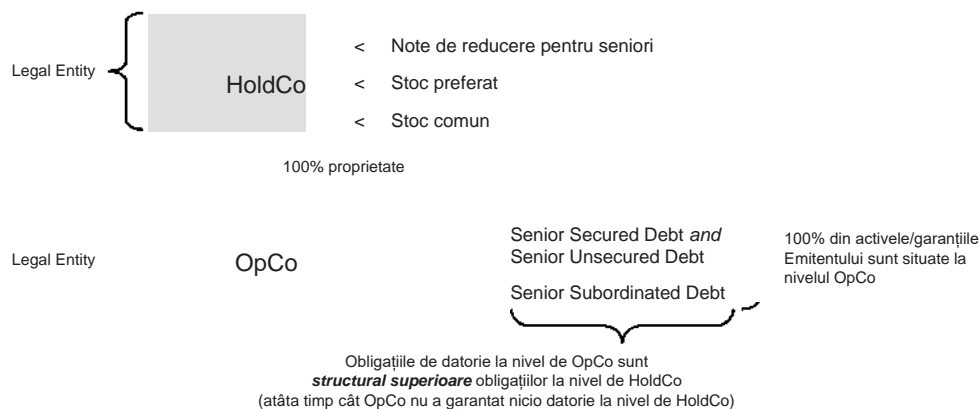 < Note de reducere pentru seniori
Legal Entity
HoldCo
< Stoc preferat
< Stoc comun
100% proprietate
Legal Entity
OpCo
Senior Secured Debt and
Senior Unsecured Debt
Senior Subordinated Debt
100% din activele/garanțiile
Emitentului sunt situate la
nivelul OpCo
Obligațiile de datorie la nivel de OpCo sunt
structural superioare obligațiilor la nivel de HoldCo
(atâta timp cât OpCo nu a garantat nicio datorie la nivel de HoldCo)